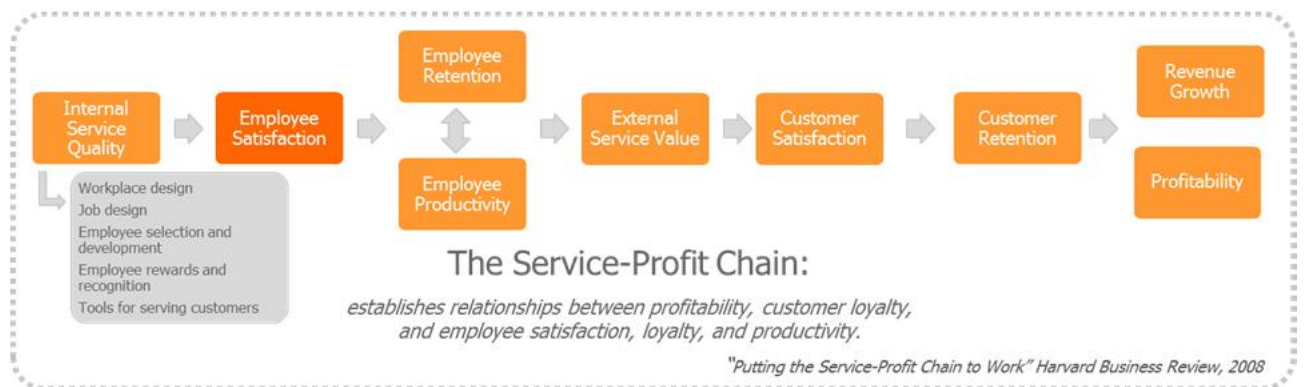 Internal
Service
Quality
Employee
Satisfaction
Employee
Retention
Employee
Productivity
External
Service Value
Customer
Satisfaction
Customer
Retention
Revenue
Growth
Profitability
Workplace design
Job design
Employee selection and
development
Employee rewards and
recognition
Tools for serving customers
The Service-Profit Chain:
establishes relationships between profitability, customer loyalty,
and employee satisfaction, loyalty, and productivity.
"Putting the Service-Profit Chain to Work” Harvard Business Review, 2008